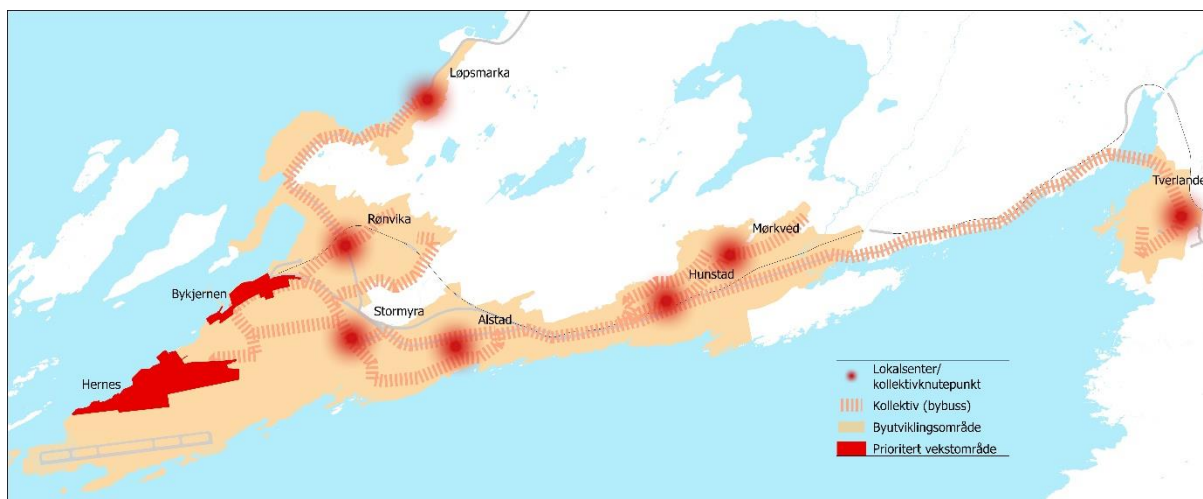 Løpsmarka
Rønvika
Mørkved
Tverlande
Bykjernen
Hunstad
Stormyra
Alstad
Hernes
Lokalsenter/
kollektivknutepunkt
Kollektiv (bybuss)
Byutviklingsområde
Prioritert vekstområde